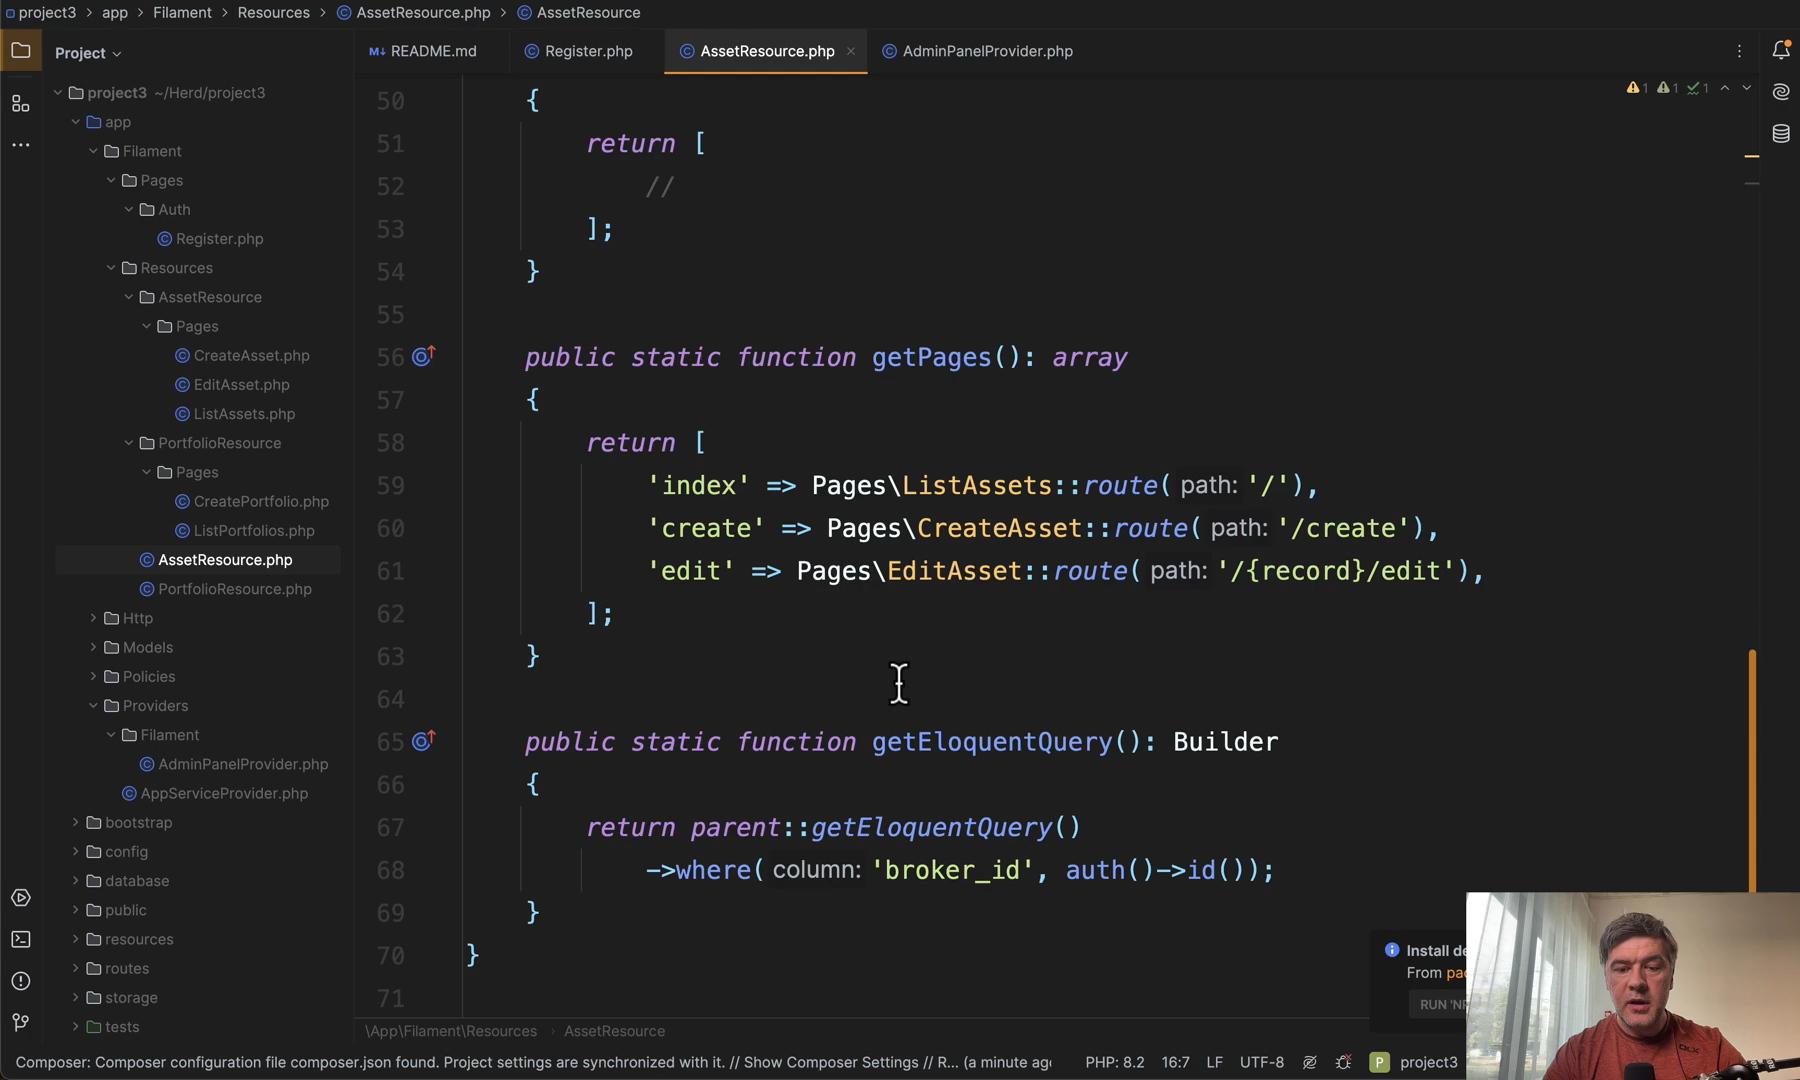 project3 > app > Filament > Resources > AssetResource.php > AssetResource
Project
README.md
Register.php
AssetResource.php
AdminPanelProvider.php
project3 ~/Herd/project3
app
Filament
Pages
Auth
Register.php
Resources
AssetResource
Pages
CreateAsset.php
EditAsset.php
ListAssets.php
PortfolioResource
Pages
CreatePortfolio.php
ListPortfolios.php
AssetResource.php
PortfolioResource.php
Http
Models
Policies
Providers
Filament
AdminPanelProvider.php
AppServiceProvider.php
bootstrap
config
database
public
resources
routes
storage
tests
1 1 1
50 {
51 return [
52 //
53 ];
54 }
55
56 public static function getPages(): array
57 {
58 return [
59 'index' => Pages\ListAssets::route( path: '/'),
60 'create' => Pages\CreateAsset::route( path: '/create'),
61 'edit' => Pages\EditAsset::route( path: '/{record}/edit'),
62 ];
63 }
64
65 public static function getEloquentQuery(): Builder
66 {
67 return parent::getEloquentQuery()
68 ->where( column: 'broker_id', auth()->id());
69 }
70 }
71
Install de
From pac
RUN 'NP
\App\Filament\Resources > AssetResource
Composer: Composer configuration file composer.json found. Project settings are synchronized with it. // Show Composer Settings // R... (a minute ago
PHP: 8.2 16:7 LF UTF-8 P project3